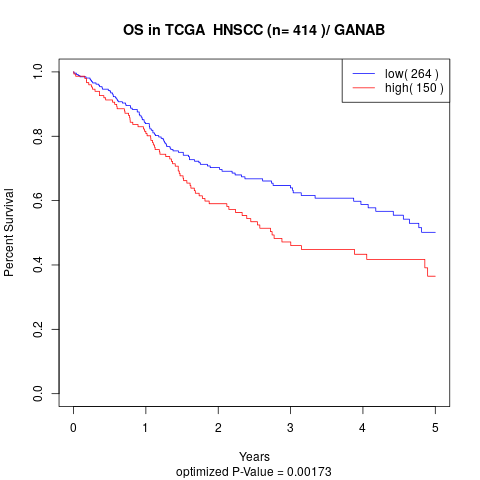 OS in TCGA  HNSCC (n= 414 )/ GANAB
low( 264 )
high( 150 )
Percent Survival
1.0
0.8
0.6
0.4
0.2
0.0
0 1 2 3 4 5
Years
optimized P-Value = 0.00173